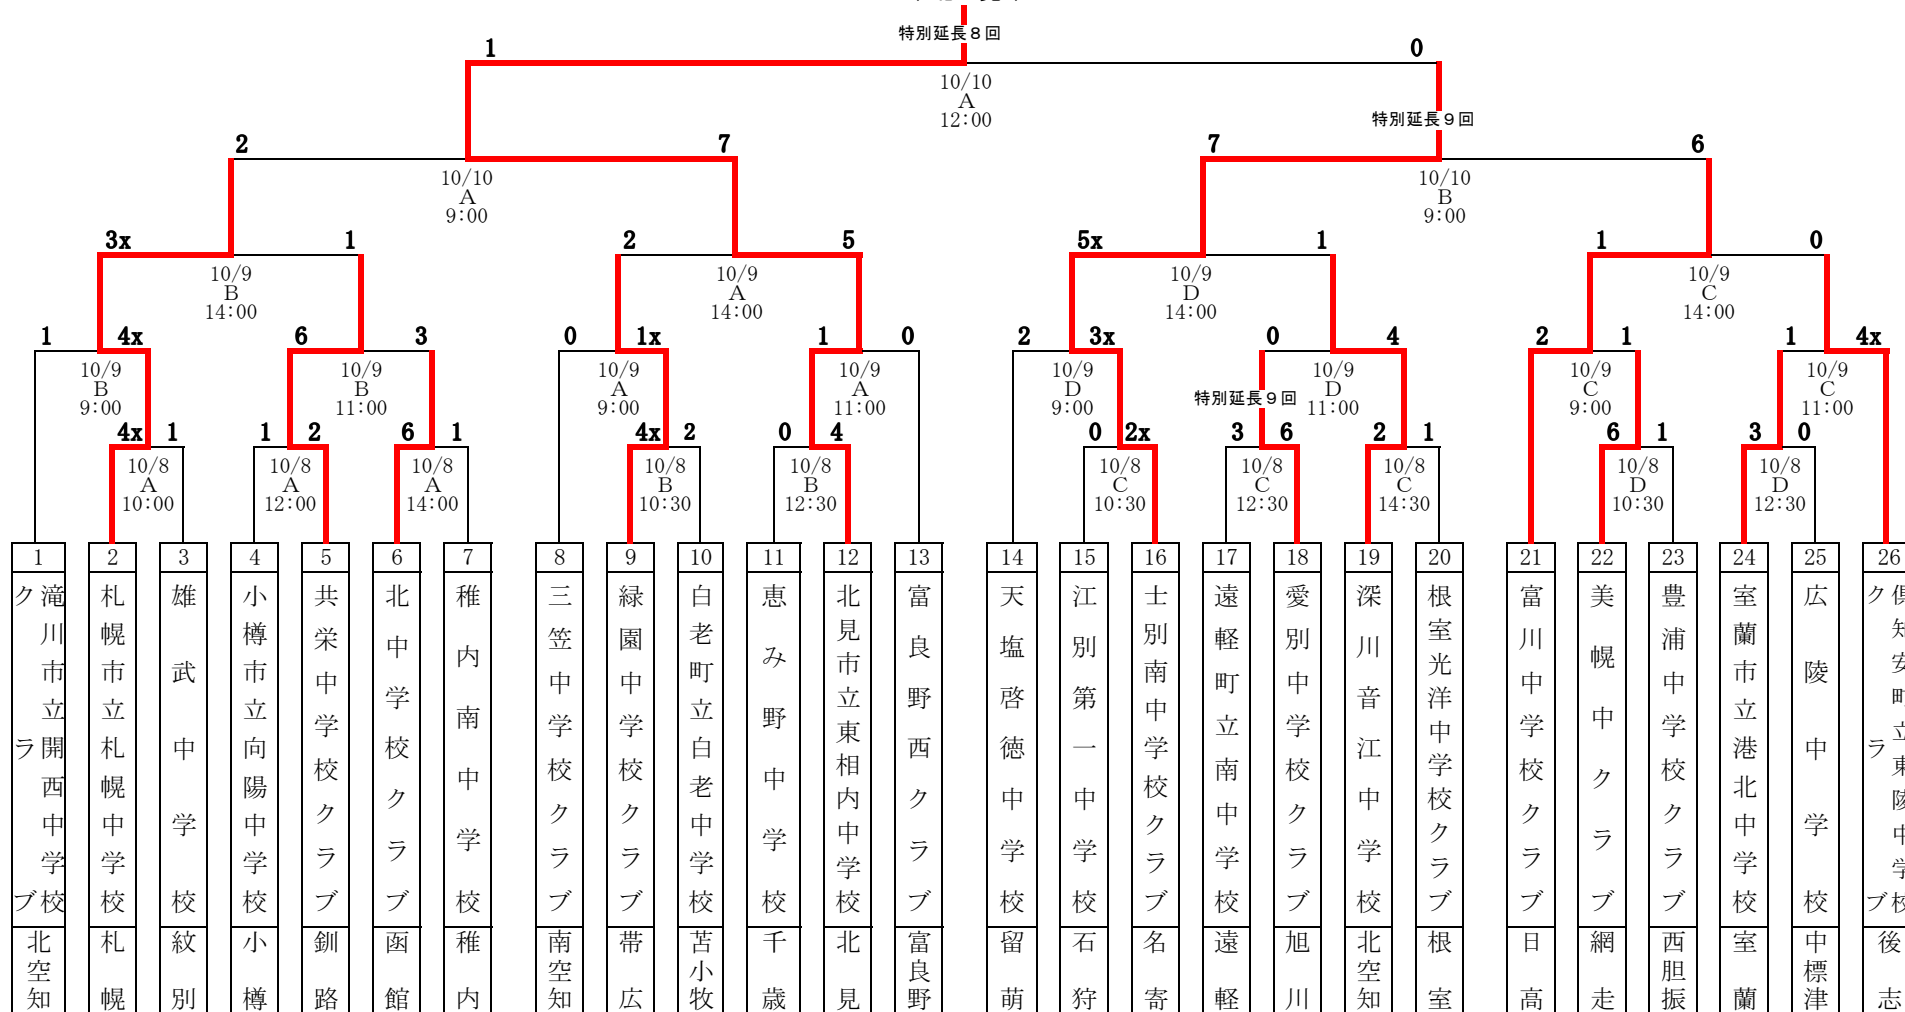 特別延長８回
1
0
10/10
A
12:00
特別延長９回
2
7
7
6
10/10
A
9:00
10/10
B
9:00
3x
1
2
5
5x
1
1
0
10/9
B
14:00
10/9
A
14:00
10/9
D
14:00
10/9
C
14:00
1
4x
6
3
0
1x
1
0
2
3x
0
4
2
1
1
4x
10/9
B
9:00
10/9
B
11:00
10/9
A
9:00
10/9
A
11:00
10/9
D
9:00
10/9
D
11:00
10/9
C
9:00
10/9
C
11:00
特別延長９回
4x
1
1
2
6
1
4x
2
0
4
0
2x
3
6
2
1
6
1
3
0
10/8
A
10:00
10/8
A
12:00
10/8
A
14:00
10/8
B
10:30
10/8
B
12:30
10/8
C
10:30
10/8
C
12:30
10/8
C
14:30
10/8
D
10:30
10/8
D
12:30
1
滝川市立開西中学校
クラブ
北空知
2
札幌市立札幌中学校
札幌
3
雄武中学校
紋別
4
小樽市立向陽中学校
小樽
5
共栄中学校クラブ
釧路
6
北中学校クラブ
函館
7
稚内南中学校
稚内
8
三笠中学校クラブ
南空知
9
緑園中学校クラブ
帯広
10
白老町立白老中学校
苫小牧
11
恵み野中学校
千歳
12
北見市立東相内中学校
北見
13
富良野西クラブ
富良野
14
天塩啓徳中学校
留萌
15
江別第一中学校
石狩
16
士別南中学校クラブ
名寄
17
遠軽町立南中学校
遠軽
18
愛別中学校クラブ
旭川
19
深川音江中学校
北空知
20
根室光洋中学校クラブ
根室
21
富川中学校クラブ
日高
22
美幌中クラブ
網走
23
豊浦中学校クラブ
西胆振
24
室蘭市立港北中学校
室蘭
25
広陵中学校
中標津
26
倶知安町立東陵中学校
クラブ
後志